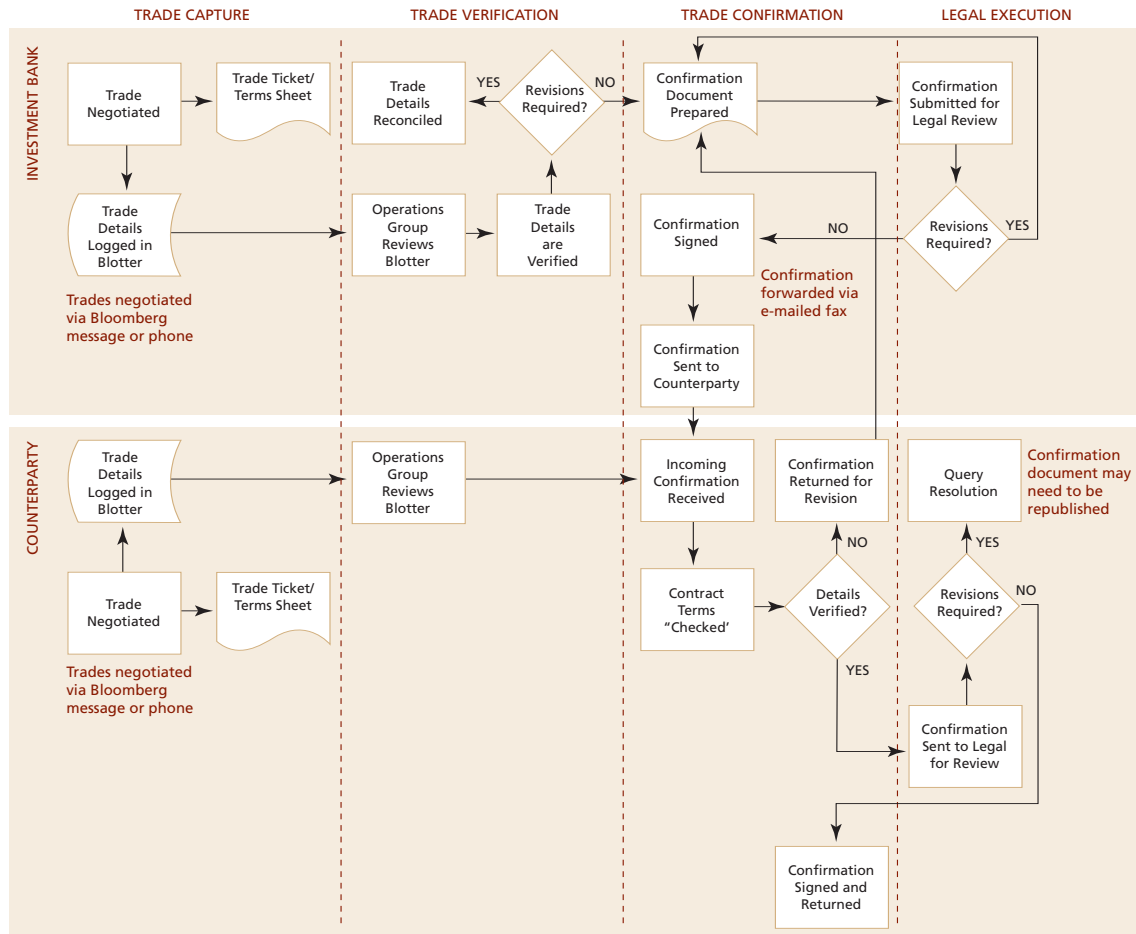 TRADE CAPTURE
TRADE VERIFICATION
TRADE CONFIRMATION
LEGAL EXECUTION
INVESTMENT BANK
Trade
Negotiated
Trade Ticket/
Terms Sheet
Trade
Details
Logged in
Blotter
Trades negotiated
via Bloomberg
message or phone
Trade
Details
Reconciled
YES
Revisions
Required?
NO
Operations
Group
Reviews
Blotter
Trade
Details
are
Verified
Confirmation
Document
Prepared
Confirmation
Signed
NO
Confirmation
forwarded via
e-mailed fax
Confirmation
Sent to
Counterparty
Confirmation
Submitted for
Legal Review
Revisions
Required?
YES
COUNTERPARTY
Trade
Details
Logged in
Blotter
Trade
Negotiated
Trade Ticket/
Terms Sheet
Trades negotiated
via Bloomberg
message or phone
Operations
Group
Reviews
Blotter
Incoming
Confirmation
Received
Confirmation
Returned for
Revision
NO
Contract
Terms
“Checked’
Details
Verified?
YES
Query
Resolution
Confirmation
document may
need to be
republished
YES
Revisions
Required?
NO
Confirmation
Sent to Legal
for Review
Confirmation
Signed and
Returned